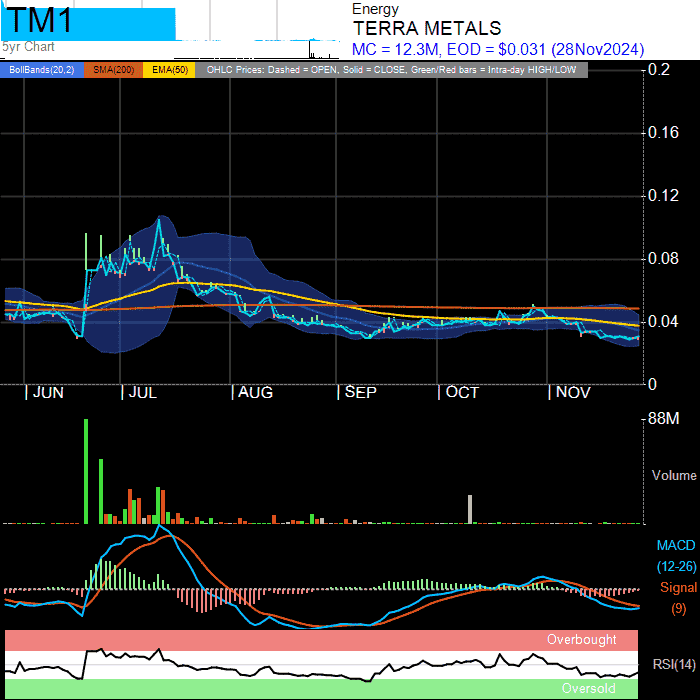 TM1
5yr Chart
Energy
TERRA METALS
MC = 12.3M, EOD = $0.031 (28Nov2024)
BollBands(20,2) SMA(200) EMA(50) OHLC Prices: Dashed = OPEN, Solid = CLOSE, Green/Red bars = Intra-day HIGH/LOW
0.2
0.16
0.12
0.08
0.04
0
JUN JUL AUG SEP OCT NOV
88M
Volume
MACD
(12-26)
Signal
(9)
Overbought
RSI(14)
Oversold